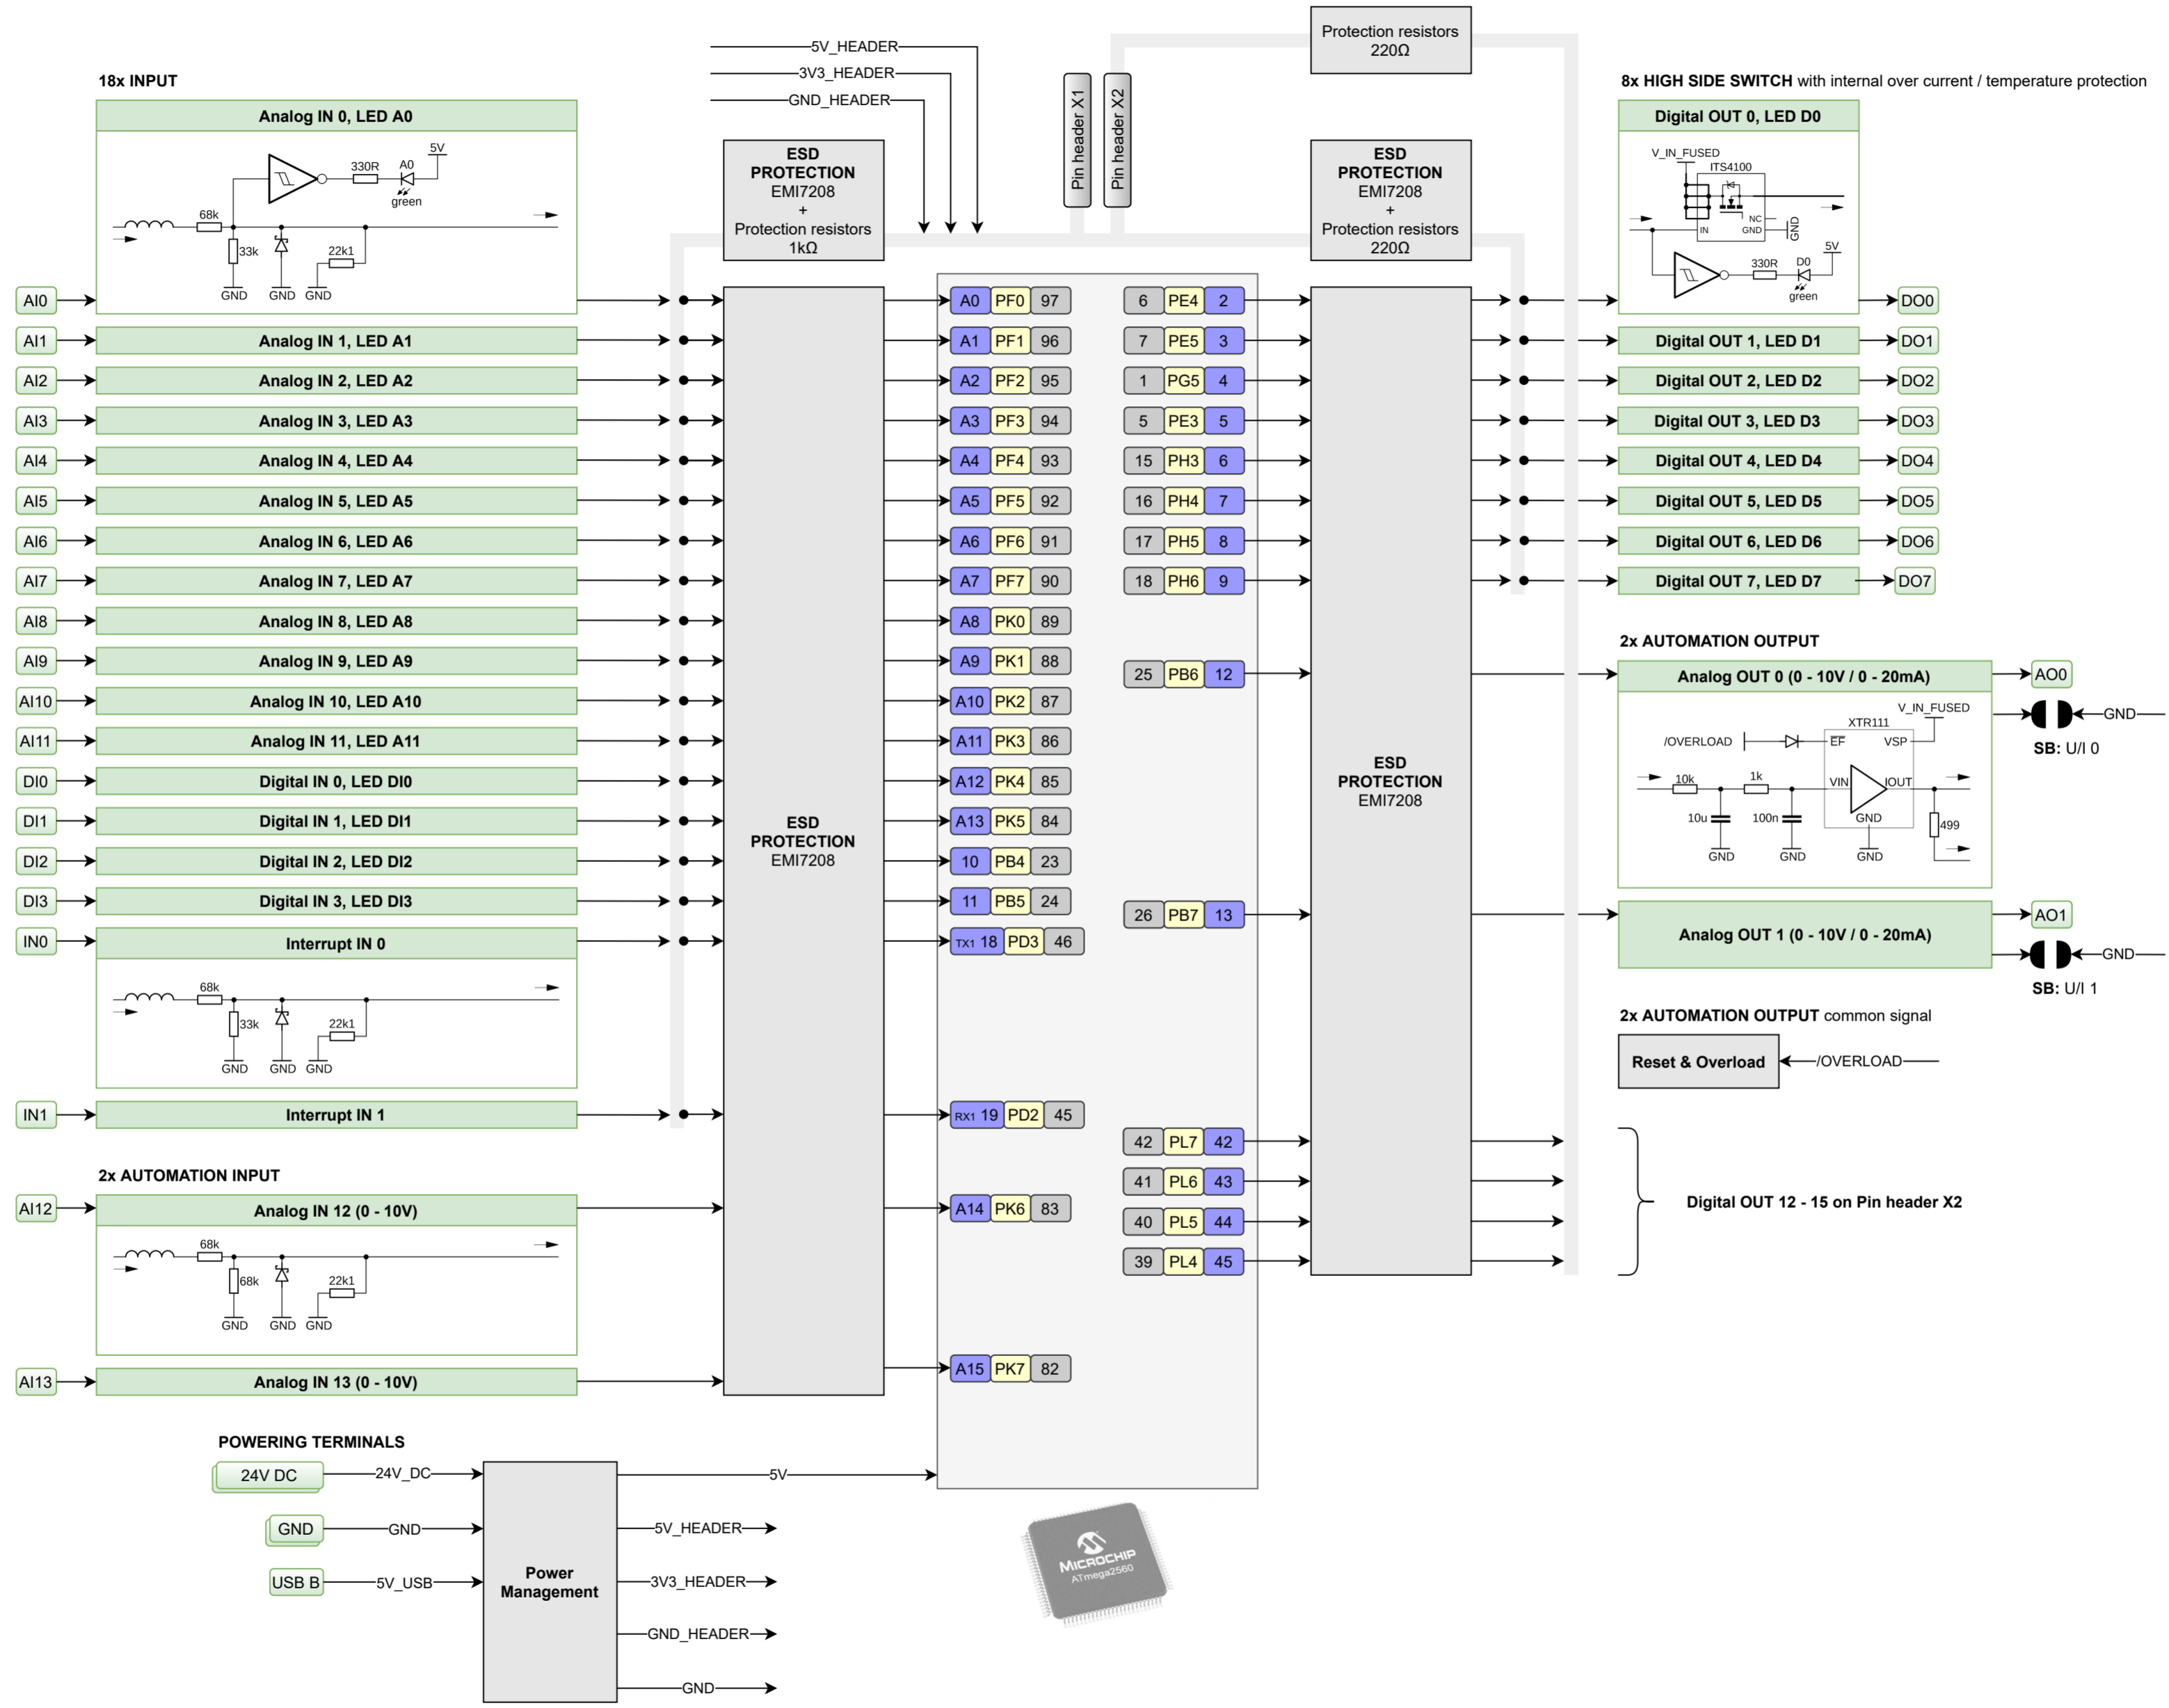 5V_HEADER
3V3_HEADER
GND_HEADER
Pin header X1
Pin header X2
Protection resistors
220Ω
18x INPUT
Analog IN 0, LED A0
330R
A0
5V
green
68k
33k
22k1
GND
GND
GND
ESD
PROTECTION
EMI7208
+
Protection resistors
1kΩ
ESD
PROTECTION
EMI7208
+
Protection resistors
220Ω
8x HIGH SIDE SWITCH with internal over current / temperature protection
Digital OUT 0, LED D0
V_IN_FUSED
ITS4100
NC
IN
GND
GND
5V
330R
D0
green
AI0
A0 PF0 97
6 PE4 2
DO0
AI1
Analog IN 1, LED A1
A1 PF1 96
7 PE5 3
Digital OUT 1, LED D1
DO1
AI2
Analog IN 2, LED A2
A2 PF2 95
1 PG5 4
Digital OUT 2, LED D2
DO2
AI3
Analog IN 3, LED A3
A3 PF3 94
5 PE3 5
Digital OUT 3, LED D3
DO3
AI4
Analog IN 4, LED A4
A4 PF4 93
15 PH3 6
Digital OUT 4, LED D4
DO4
AI5
Analog IN 5, LED A5
A5 PF5 92
16 PH4 7
Digital OUT 5, LED D5
DO5
AI6
Analog IN 6, LED A6
A6 PF6 91
17 PH5 8
Digital OUT 6, LED D6
DO6
AI7
Analog IN 7, LED A7
A7 PF7 90
18 PH6 9
Digital OUT 7, LED D7
DO7
AI8
Analog IN 8, LED A8
A8 PK0 89
AI9
Analog IN 9, LED A9
A9 PK1 88
AI10
Analog IN 10, LED A10
A10 PK2 87
AI11
Analog IN 11, LED A11
A11 PK3 86
DI0
Digital IN 0, LED DI0
A12 PK4 85
DI1
Digital IN 1, LED DI1
A13 PK5 84
DI2
Digital IN 2, LED DI2
10 PB4 23
DI3
Digital IN 3, LED DI3
11 PB5 24
IN0
Interrupt IN 0
TX1 18 PD3 46
68k
33k
22k1
GND
GND
GND
IN1
Interrupt IN 1
RX1 19 PD2 45
ESD
PROTECTION
EMI7208
ESD
PROTECTION
EMI7208
25 PB6 12
26 PB7 13
42 PL7 42
41 PL6 43
40 PL5 44
39 PL4 45
2x AUTOMATION OUTPUT
Analog OUT 0 (0 - 10V / 0 - 20mA)
AO0
V_IN_FUSED
XTR111
/OVERLOAD
EF
VSP
10k
1k
VIN
IOUT
10u
100n
GND
499
GND
GND
GND
GND
SB: U/I 0
Analog OUT 1 (0 - 10V / 0 - 20mA)
AO1
GND
SB: U/I 1
2x AUTOMATION OUTPUT common signal
Reset & Overload
/OVERLOAD
Digital OUT 12 - 15 on Pin header X2
2x AUTOMATION INPUT
AI12
Analog IN 12 (0 - 10V)
A14 PK6 83
68k
68k
22k1
GND
GND
GND
AI13
Analog IN 13 (0 - 10V)
A15 PK7 82
POWERING TERMINALS
24V DC
24V_DC
5V
GND
GND
5V_HEADER
USB B
5V_USB
Power
Management
3V3_HEADER
GND_HEADER
GND
MICROCHIP
ATmega2560